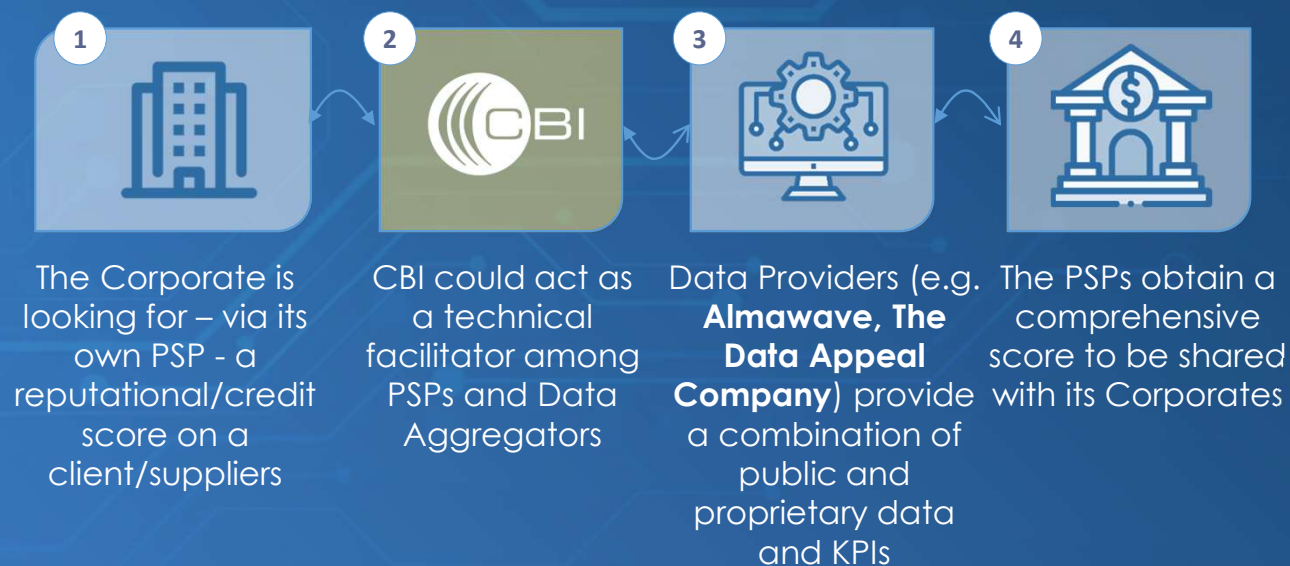 1
2
3
4
CBI
$
The Corporate is
looking for – via its
own PSP - a
reputational/credit
score on a
client/suppliers
CBI could act as
a technical
facilitator among
PSPs and Data
Aggregators
Data Providers (e.g.
Almawave, The
Data Appeal
Company) provide
a combination of
public and
proprietary data
and KPIs
The PSPs obtain a
comprehensive
score to be shared
with its Corporates